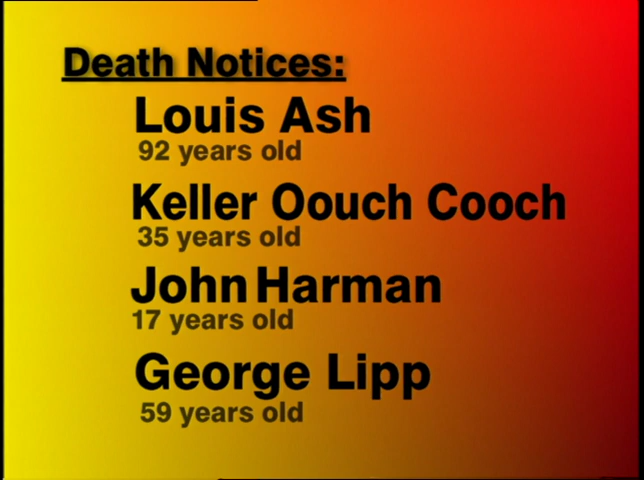 Death Notices:
Louis Ash
92 years old
Keller Oouch Cooch
35 years old
John Harman
17 years old
George Lipp
59 years old